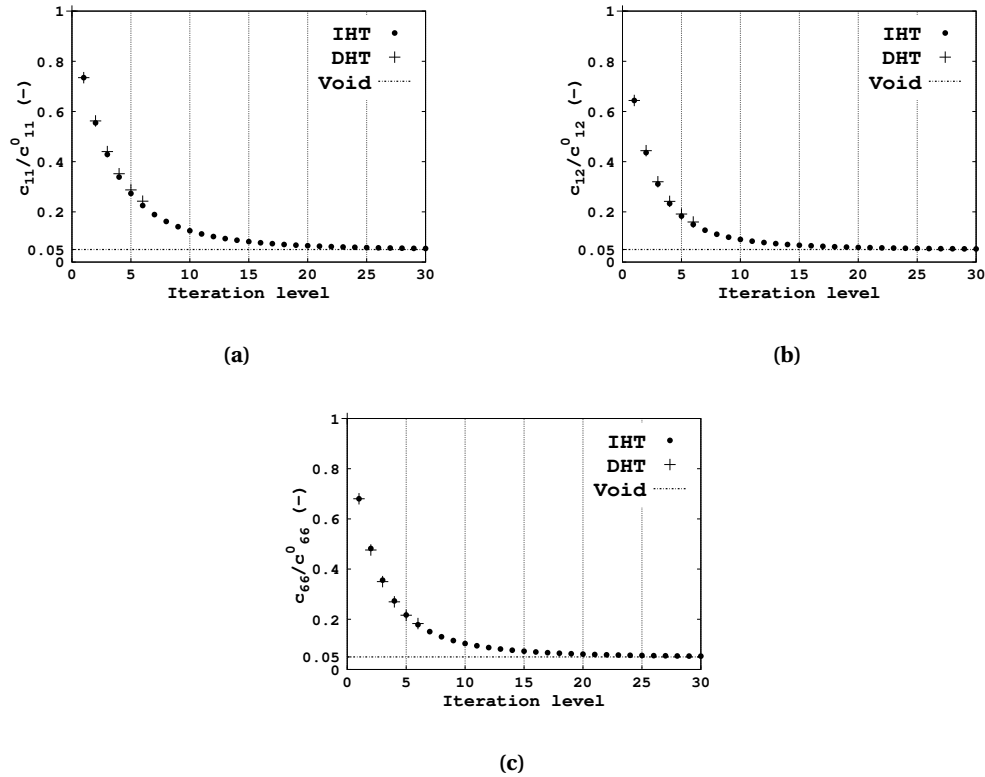 1
0.8
0.6
0.4
0.2
0.05
0
c11/c^0_11 (−)
IHT
DHT
Void
0 5 10 15 20 25 30
Iteration level
(a)
1
0.8
0.6
0.4
0.2
0.05
0
c12/c^0_12 (−)
IHT
DHT
Void
0 5 10 15 20 25 30
Iteration level
(b)
1
0.8
0.6
0.4
0.2
0.05
0
c66/c^0_66 (−)
IHT
DHT
Void
0 5 10 15 20 25 30
Iteration level
(c)